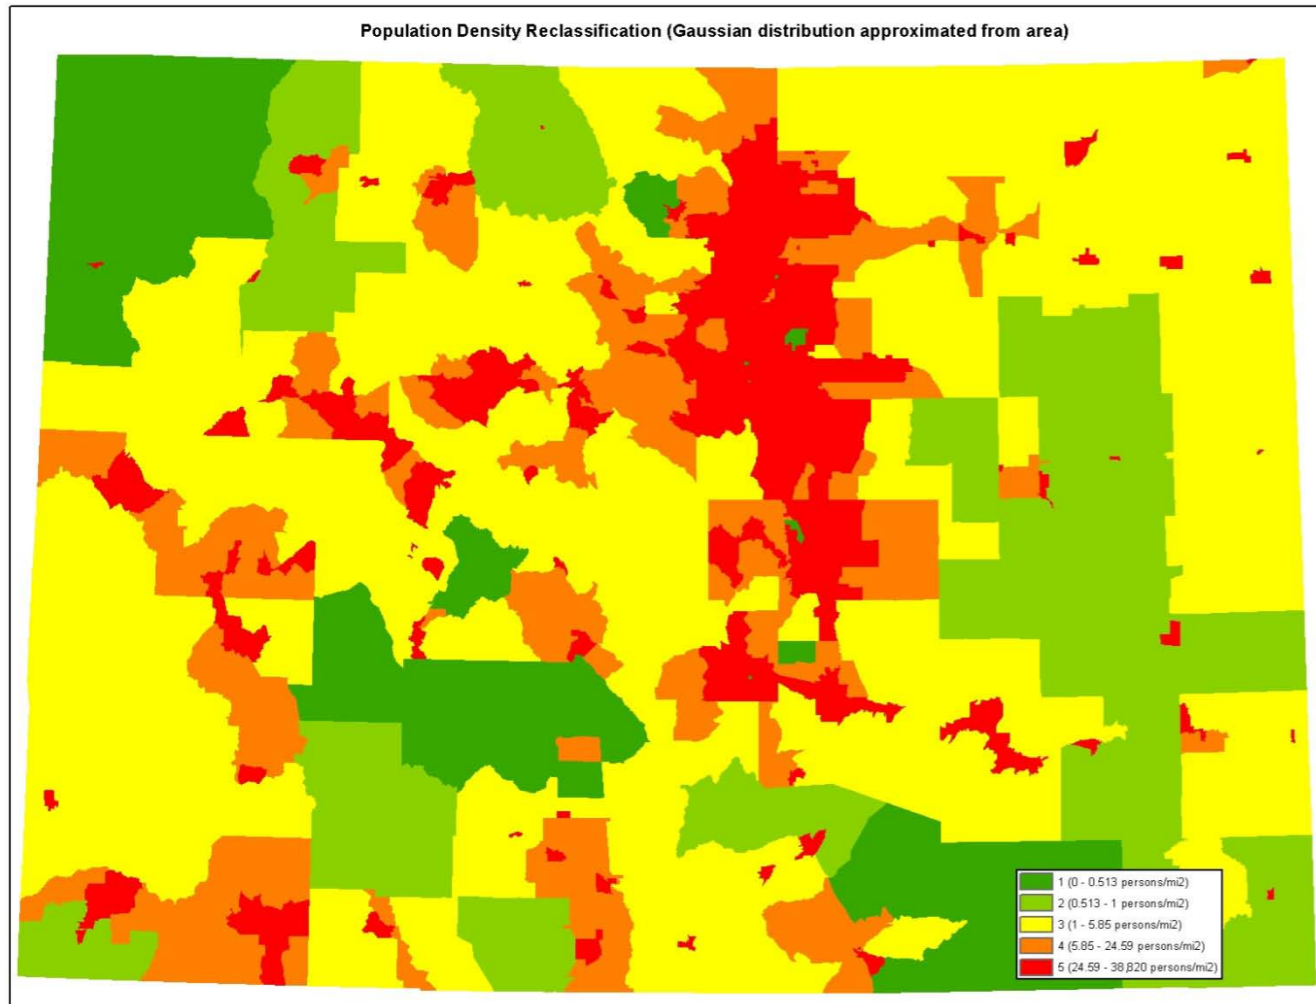 Population Density Reclassification (Gaussian distribution approximated from area)
1 (0 - 0.513 persons/mi2)
2 (0.513 - 1 persons/mi2)
3 (1 - 5.85 persons/mi2)
4 (5.85 - 24.59 persons/mi2)
5 (24.59 - 38,820 persons/mi2)